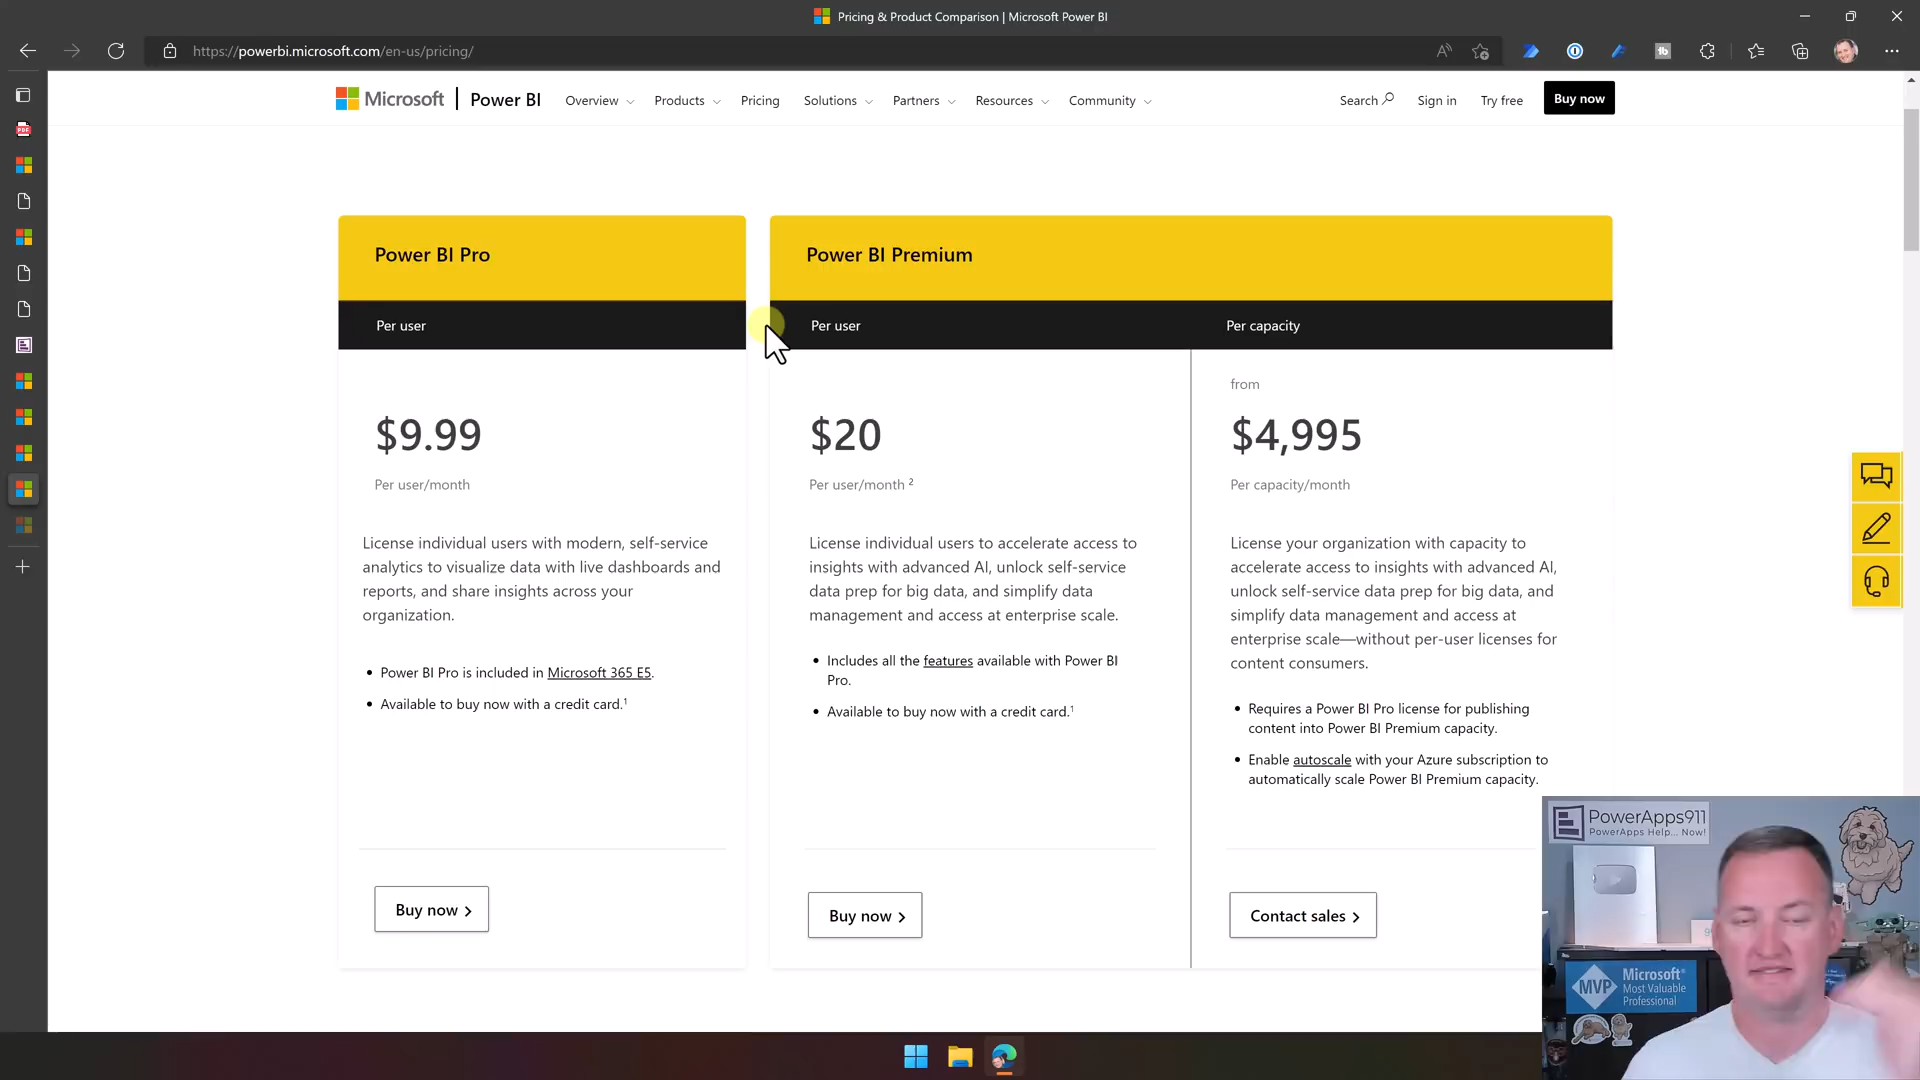 Pricing & Product Comparison | Microsoft Power BI
https://powerbi.microsoft.com/en-us/pricing/
Microsoft | Power BI
Overview
Products
Pricing
Solutions
Partners
Resources
Community
Search
Sign in
Try free
Buy now
Power BI Pro
Per user
$9.99
Per user/month
License individual users with modern, self-service
analytics to visualize data with live dashboards and
reports, and share insights across your
organization.
• Power BI Pro is included in Microsoft 365 E5.
• Available to buy now with a credit card.1
Buy now
Power BI Premium
Per user
$20
Per user/month 2
License individual users to accelerate access to
insights with advanced AI, unlock self-service
data prep for big data, and simplify data
management and access at enterprise scale.
• Includes all the features available with Power BI
Pro.
• Available to buy now with a credit card.1
Buy now
Per capacity
from
$4,995
Per capacity/month
License your organization with capacity to
accelerate access to insights with advanced AI,
unlock self-service data prep for big data, and
simplify data management and access at
enterprise scale—without per-user licenses for
content consumers.
• Requires a Power BI Pro license for publishing
content into Power BI Premium capacity.
• Enable autoscale with your Azure subscription to
automatically scale Power BI Premium capacity.
Contact sales
PowerApps911
PowerApps Help... Now!
MVP
Microsoft®
Most Valuable
Professional